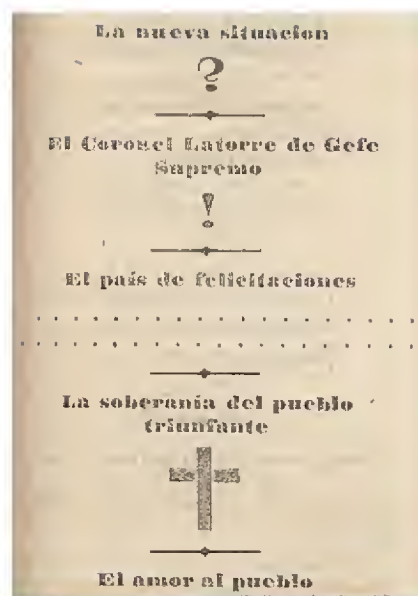 La nueva situacion
?
El Coronel Latorre de Gefe
Supremo
!
El país de felicitaciones
. . . . . . . . . . . . . . . . . . . . . . . .
. . . . . . . . . . . . . . . . . . . . . . . .
La soberania del pueblo
triunfante
El amor al pueblo